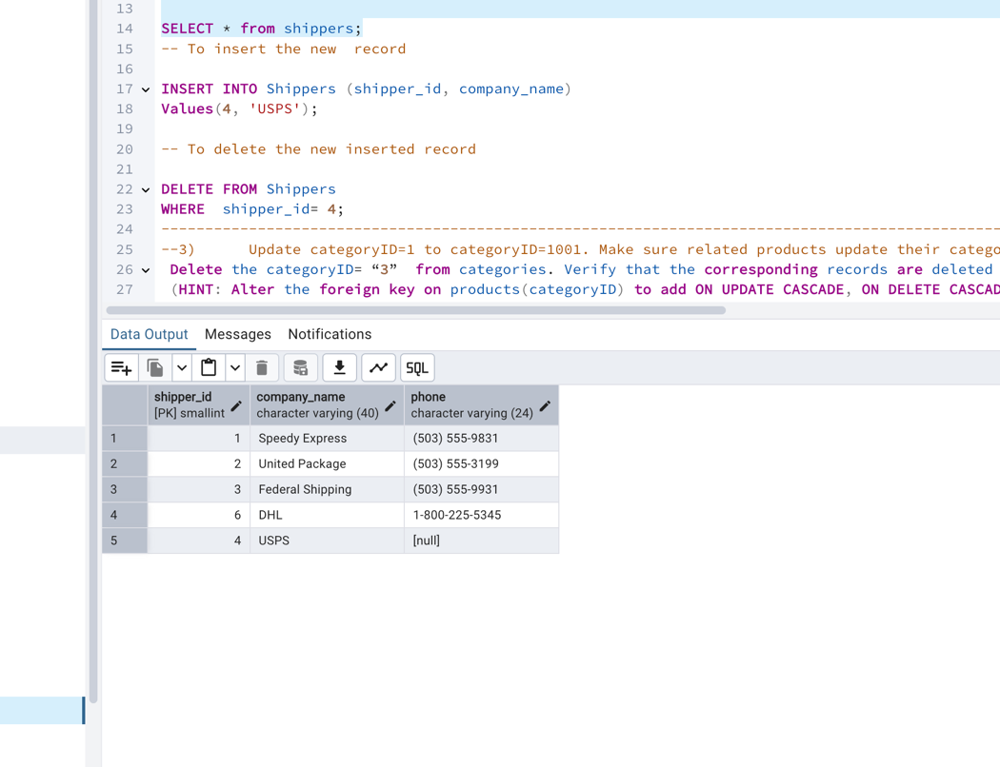 13
14 SELECT * from shippers;
15 -- To insert the new  record
16
17 INSERT INTO Shippers (shipper_id, company_name)
18 Values(4, 'USPS');
19
20 -- To delete the new inserted record
21
22 DELETE FROM Shippers
23 WHERE  shipper_id= 4;
24 ------------------------------------------------------------------------------------------------
25 --3)      Update categoryID=1 to categoryID=1001. Make sure related products update their catego
26 Delete the categoryID= “3”  from categories. Verify that the corresponding records are deleted
27 (HINT: Alter the foreign key on products(categoryID) to add ON UPDATE CASCADE, ON DELETE CASCAD
Data Output Messages Notifications
SQL
shipper_id company_name phone
[PK] smallint character varying (40) character varying (24)
1 1 Speedy Express (503) 555-9831
2 2 United Package (503) 555-3199
3 3 Federal Shipping (503) 555-9931
4 6 DHL 1-800-225-5345
5 4 USPS [null]